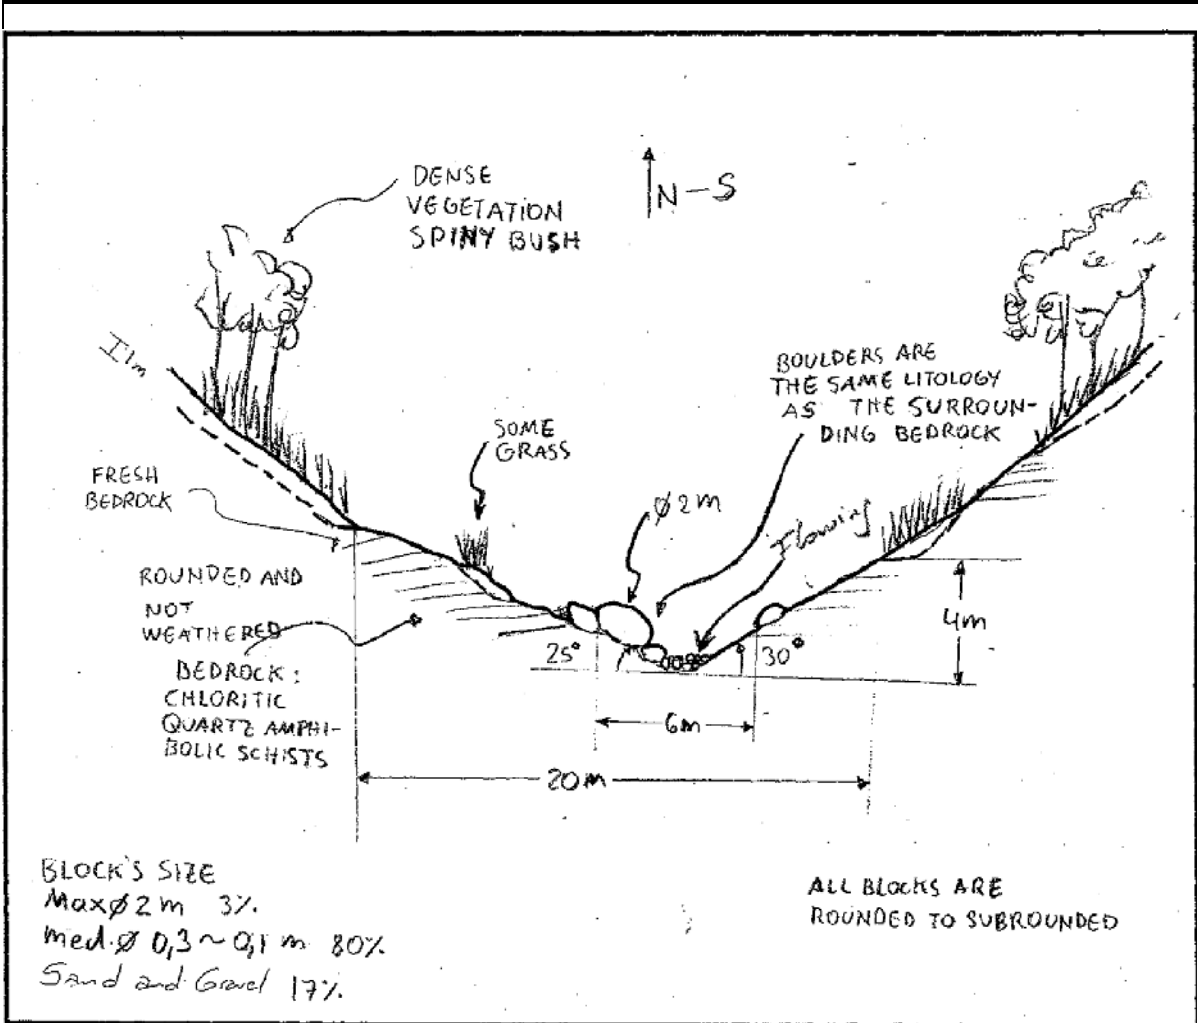 DENSE
VEGETATION
SPINY BUSH
N-S
I 1m
BOULDERS ARE
THE SAME LITOLOGY
AS THE SURROUN-
DING BEDROCK
SOME
GRASS
FRESH
BEDROCK
Ø2m
Flowing
ROUNDED AND
NOT
WEATHERED
BEDROCK:
CHLORITIC
QUARTZ AMPHI-
BOLIC SCHISTS
25°
30°
4m
6m
20m
BLOCK'S SIZE
Max Ø 2m 3%.
Med. Ø 0,3 ~ 0,1 m 80%
Sand and Gravel 17%.
ALL BLOCKS ARE
ROUNDED TO SUBROUNDED